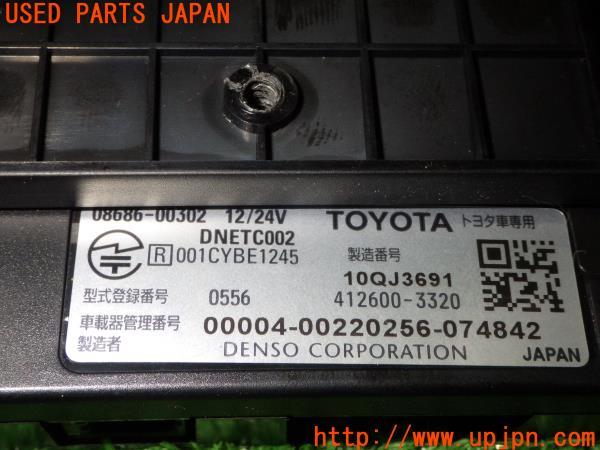 USED PARTS JAPAN
08686-00302 12/24V TOYOTA トヨタ車専用
DNETC002
R 001CYBE1245 製造番号
10QJ3691
型式登録番号 0556 412600-3320
車載器管理番号 00004-00220256-074842
製造者 DENSO CORPORATION JAPAN
UPJ
http://www.upjpn.com/